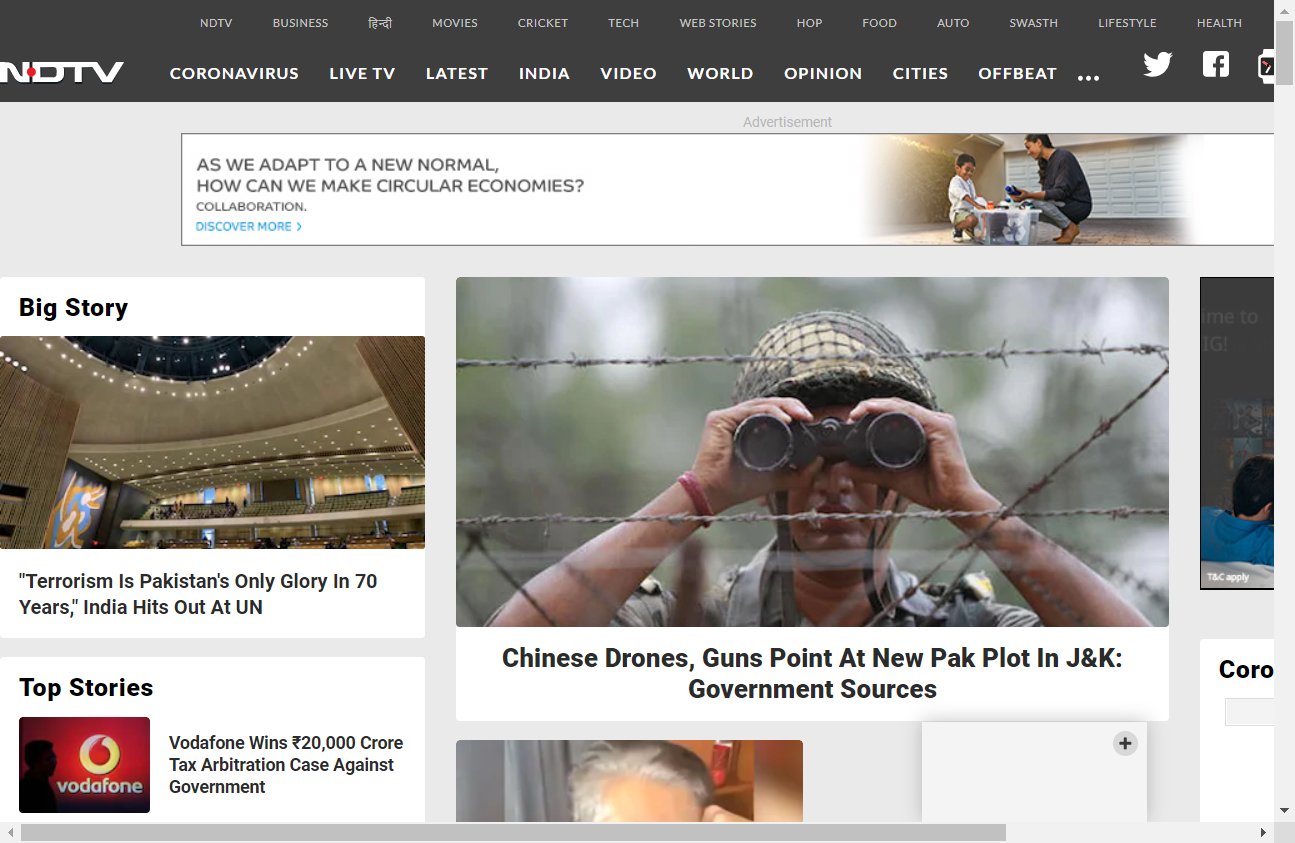 NDTV BUSINESS हिन्दी MOVIES CRICKET TECH WEB STORIES HOP FOOD AUTO SWASTH LIFESTYLE HEALTH
NDTV CORONAVIRUS LIVE TV LATEST INDIA VIDEO WORLD OPINION CITIES OFFBEAT ...
Advertisement
AS WE ADAPT TO A NEW NORMAL,
HOW CAN WE MAKE CIRCULAR ECONOMIES?
COLLABORATION.
DISCOVER MORE >
Big Story
"Terrorism Is Pakistan's Only Glory In 70
Years," India Hits Out At UN
Top Stories
vodafone
Vodafone Wins ₹20,000 Crore
Tax Arbitration Case Against
Government
Chinese Drones, Guns Point At New Pak Plot In J&K:
Government Sources
me to
IG!
T&C apply
Coro